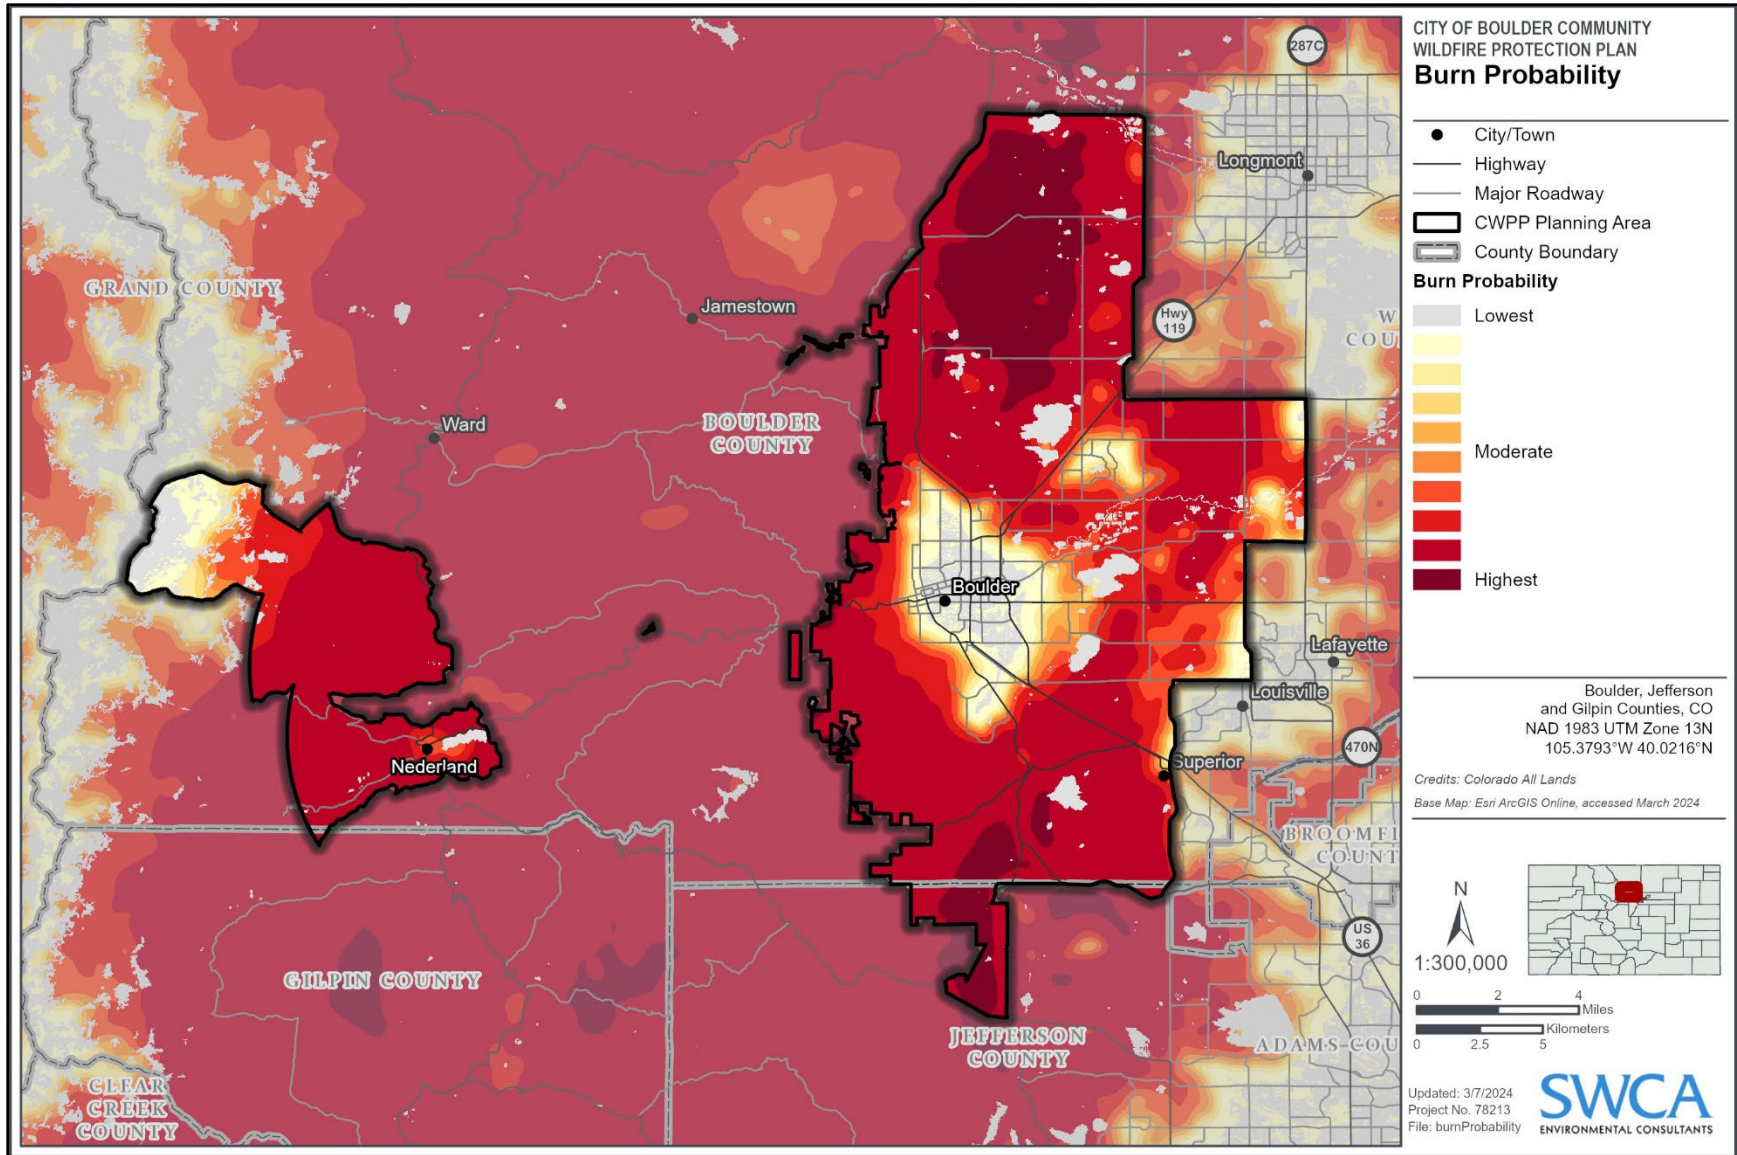 CITY OF BOULDER COMMUNITY
WILDFIRE PROTECTION PLAN
Burn Probability
City/Town
Highway
Major Roadway
CWPP Planning Area
County Boundary
Burn Probability
Lowest
Moderate
Highest
Boulder, Jefferson
and Gilpin Counties, CO
NAD 1983 UTM Zone 13N
105.3793°W 40.0216°N
Credits: Colorado All Lands
Base Map: Esri ArcGIS Online, accessed March 2024
N
1:300,000
0 2 4
Miles
Kilometers
0 2.5 5
Updated: 3/7/2024
Project No. 78213
File: burnProbability
SWCA
ENVIRONMENTAL CONSULTANTS
287C
Longmont
GRAND COUNTY
Jamestown
Hwy
119
W
COU
Ward
BOULDER
COUNTY
Boulder
Lafayette
Louisville
Nederland
Superior
470N
BROOMFI
COUNT
US
36
GILPIN COUNTY
JEFFERSON
COUNTY
ADAMS COU
CLEAR
CREEK
COUNTY